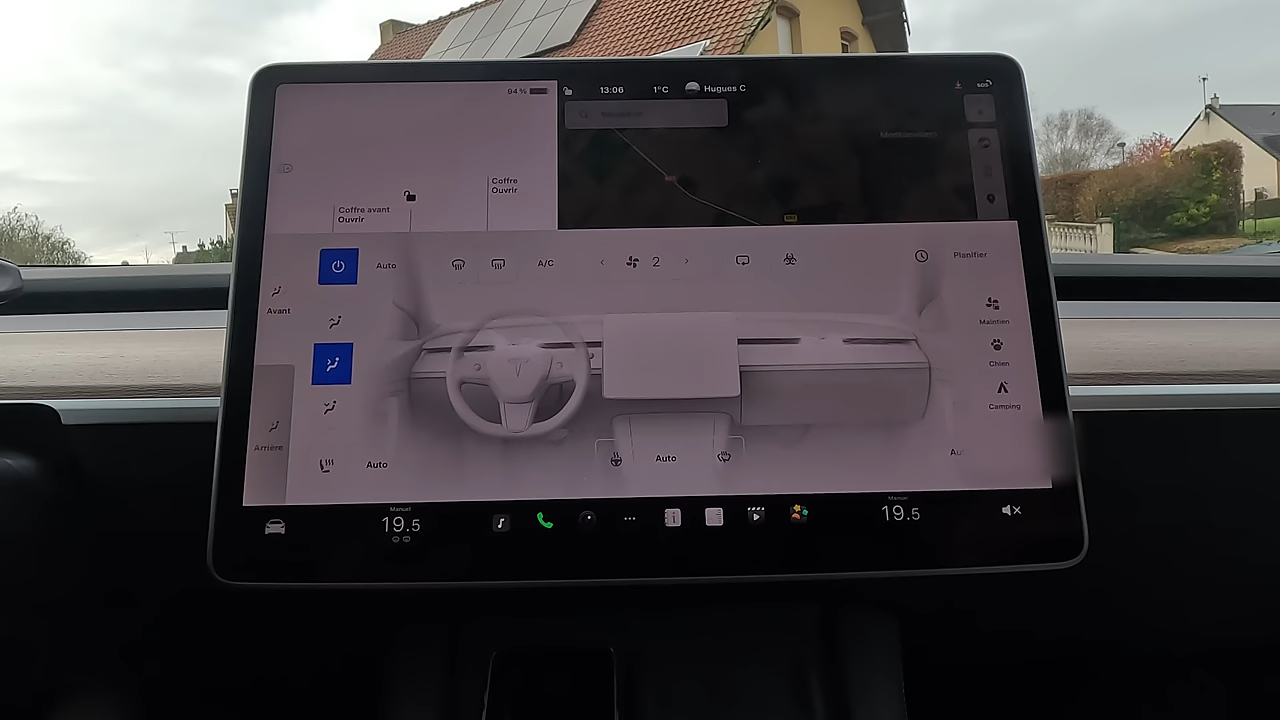 94 %
13:06
1°C
Hugues C
SOS
Coffre
Ouvrir
Coffre avant
Ouvrir
Auto
A/C
2
Planifier
Avant
Maintien
Chien
Camping
Arrière
Auto
Auto
Manuel
19.5
Manuel
19.5